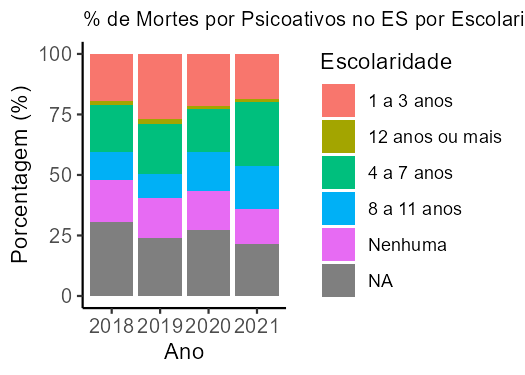 % de Mortes por Psicoativos no ES por Escolari
Porcentagem (%)
100
75
50
25
0
2018 2019 2020 2021
Ano
Escolaridade
1 a 3 anos
12 anos ou mais
4 a 7 anos
8 a 11 anos
Nenhuma
NA